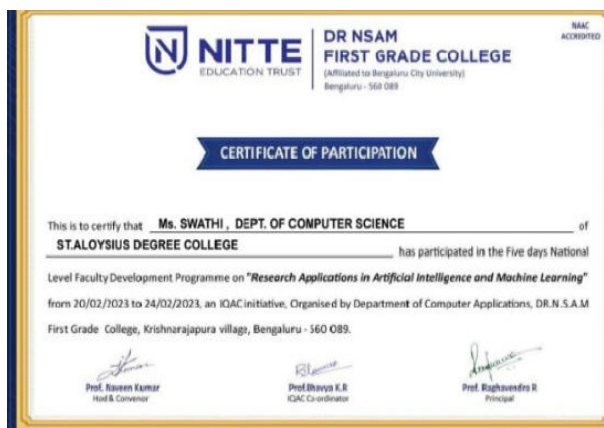 NITTE
EDUCATION TRUST
DR NSAM
FIRST GRADE COLLEGE
(Affiliated to Bengaluru City University)
Bengaluru - 560 089
NAAC
ACCREDITED
CERTIFICATE OF PARTICIPATION
This is to certify that Ms. SWATHI , DEPT. OF COMPUTER SCIENCE of
ST.ALOYSIUS DEGREE COLLEGE has participated in the Five days National
Level Faculty Development Programme on "Research Applications in Artificial Intelligence and Machine Learning"
from 20/02/2023 to 24/02/2023, an IQAC initiative, Organised by Department of Computer Applications, DR.N.S.A.M
First Grade College, Krishnarajapura village, Bengaluru - 560 089.
Prof. Naveen Kumar
Hod & Convenor
Prof.Bhavya K.R
IQAC Co-ordinator
Prof. Raghavendra R
Principal